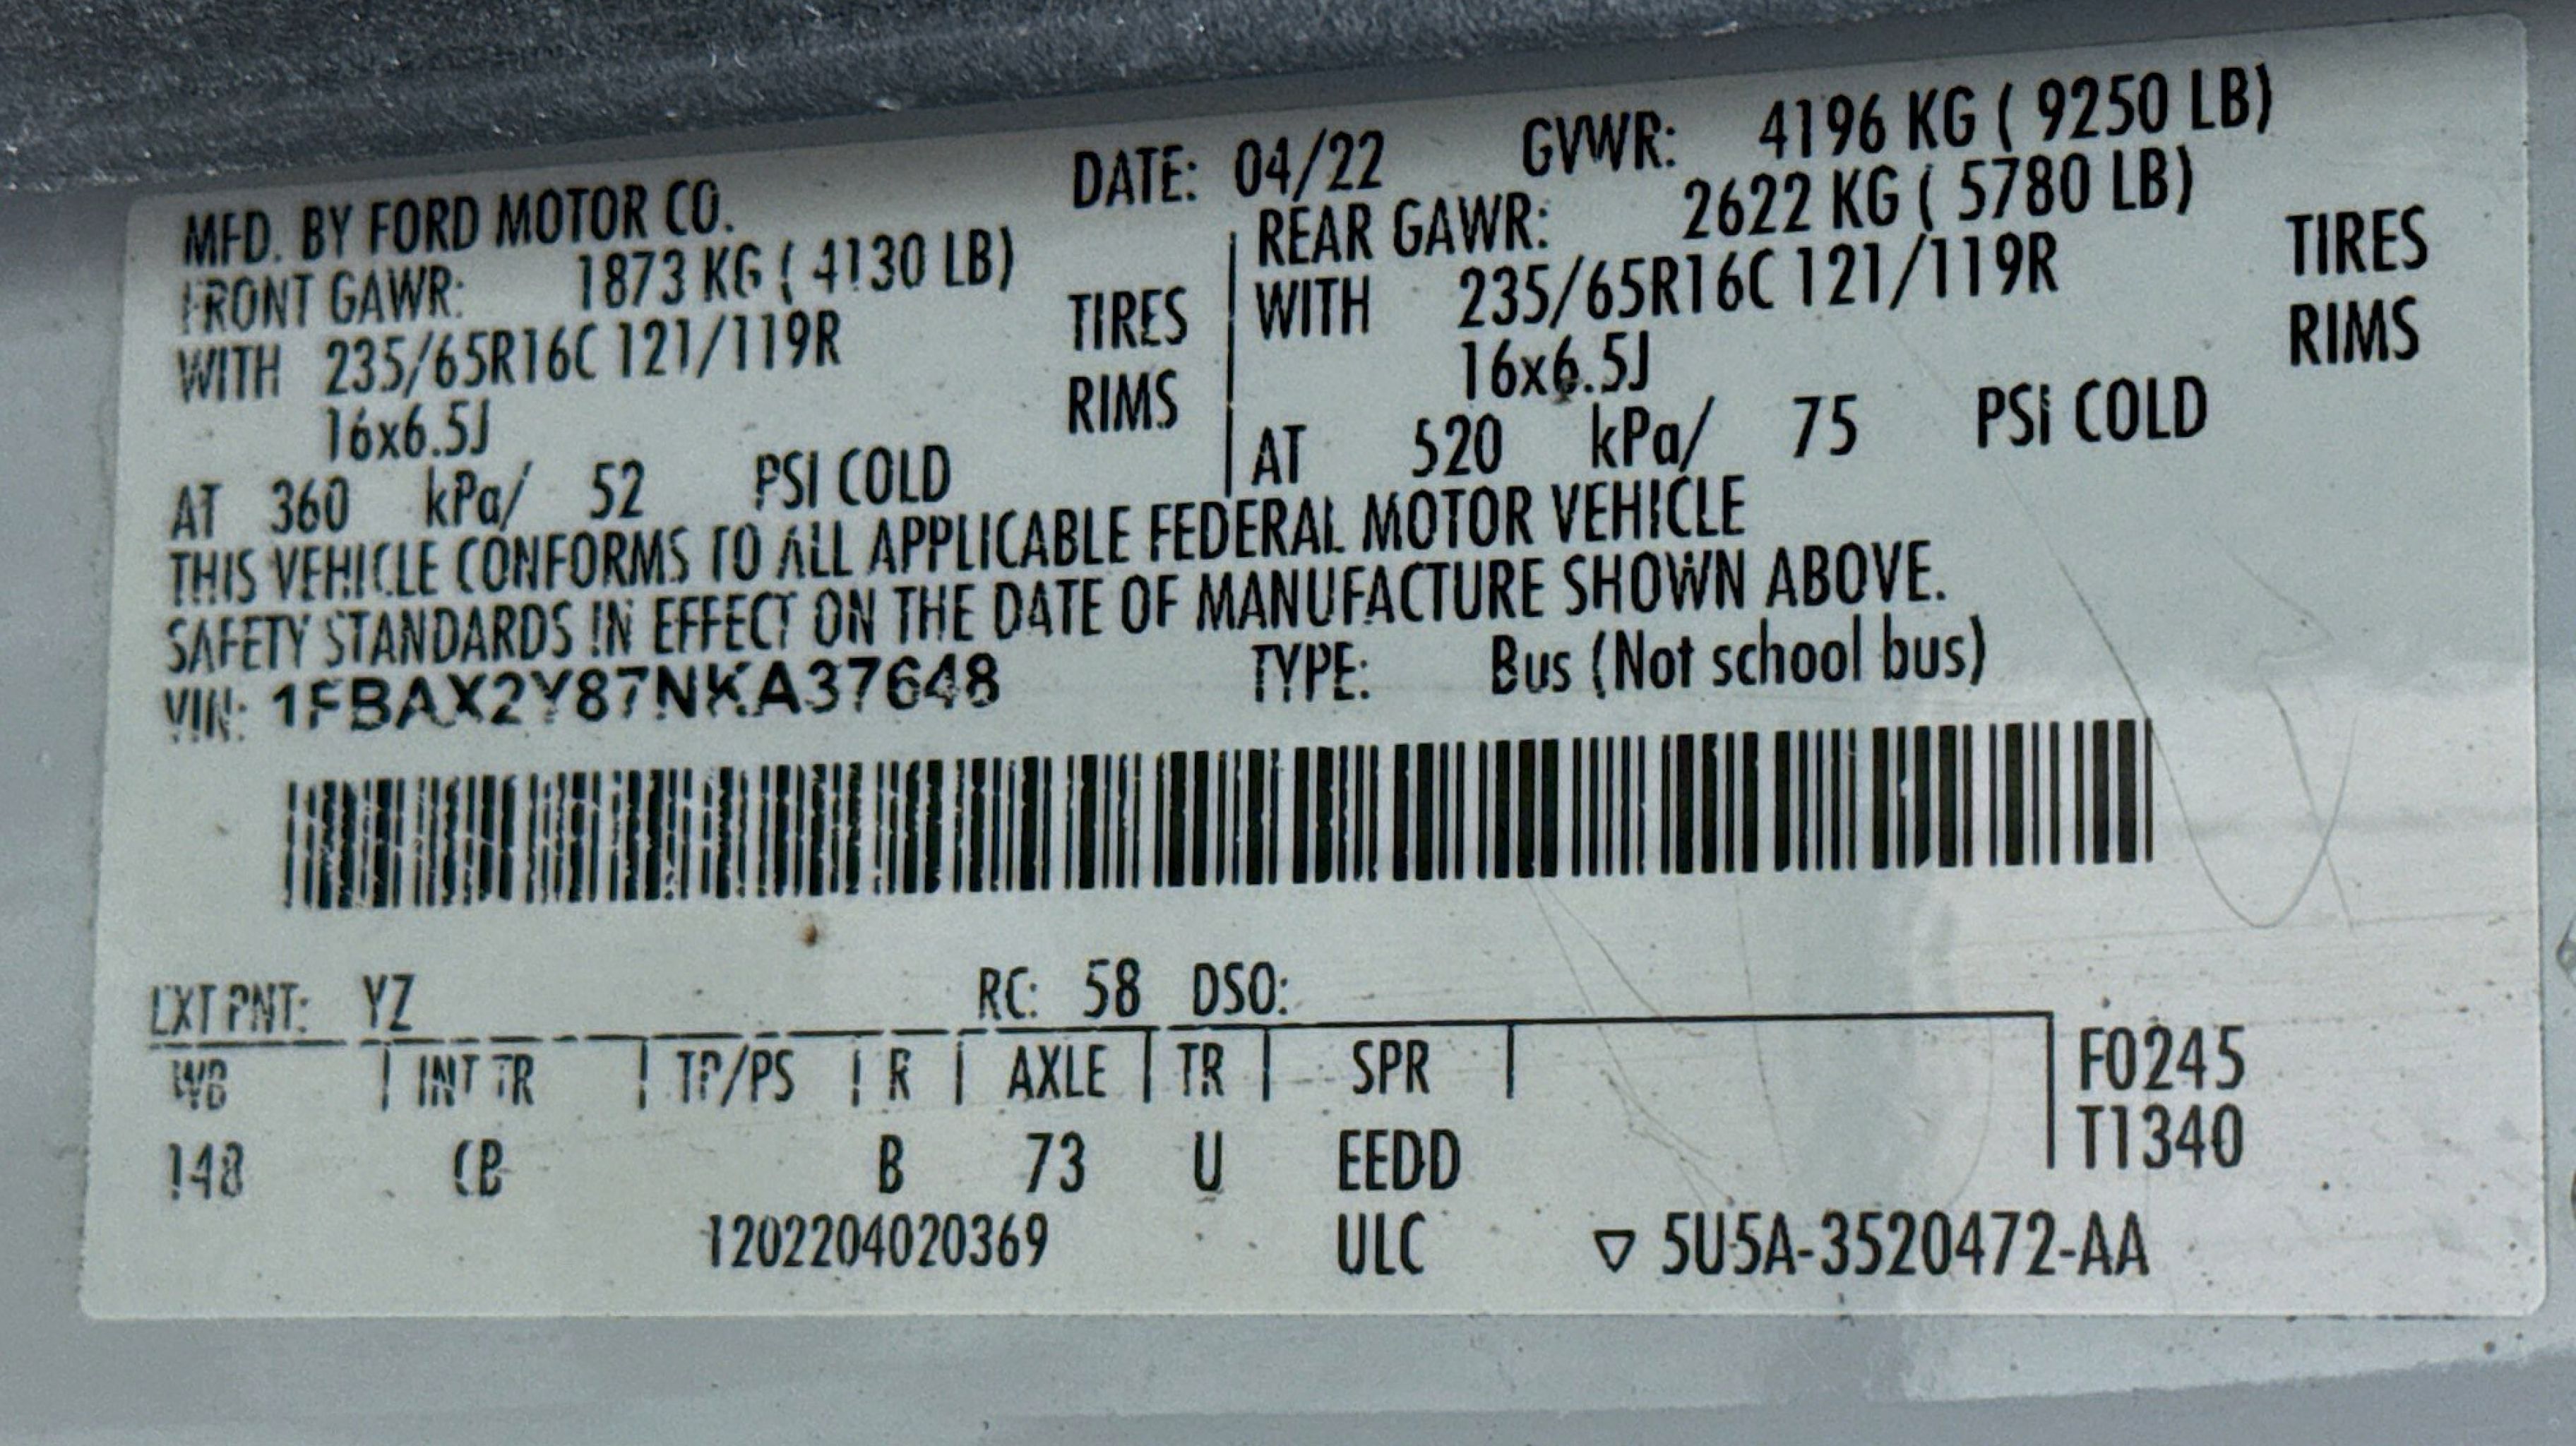 MFD. BY FORD MOTOR CO. DATE: 04/22 GVWR: 4196 KG ( 9250 LB)
FRONT GAWR: 1873 KG ( 4130 LB)
WITH 235/65R16C 121/119R TIRES
16x6.5J RIMS
AT 360 kPa/ 52 PSI COLD
REAR GAWR: 2622 KG ( 5780 LB)
WITH 235/65R16C 121/119R TIRES
16x6.5J RIMS
AT 520 kPa/ 75 PSI COLD
THIS VEHICLE CONFORMS TO ALL APPLICABLE FEDERAL MOTOR VEHICLE
SAFETY STANDARDS IN EFFECT ON THE DATE OF MANUFACTURE SHOWN ABOVE.
VIN: 1FBAX2Y87NKA37648 TYPE: Bus (Not school bus)
EXT PNT: YZ RC: 58 DSO:
WB INT TR TP/PS R AXLE TR SPR F0245
T1340
148 CB B 73 U EEDD
1202204020369 ULC ▽ 5U5A-3520472-AA